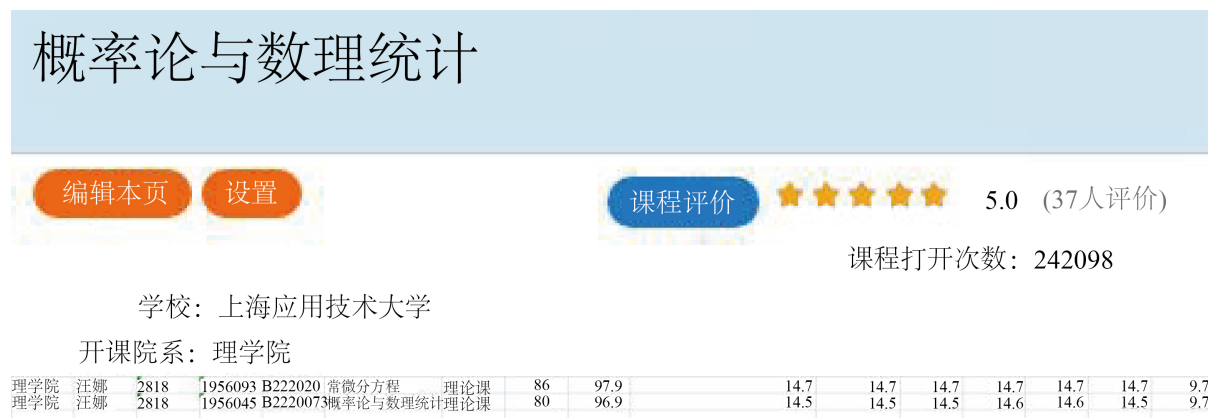 概率论与数理统计
编辑本页 设置 课程评价 5.0 (37人评价)
课程打开次数：242098
学校：上海应用技术大学
开课院系：理学院
理学院 汪娜 2818 1956093 B222020 常微分方程 理论课 86 97.9 14.7 14.7 14.7 14.7 14.7 14.7 9.7
理学院 汪娜 2818 1956045 B2220073 概率论与数理统计 理论课 80 96.9 14.5 14.5 14.5 14.6 14.6 14.5 9.7